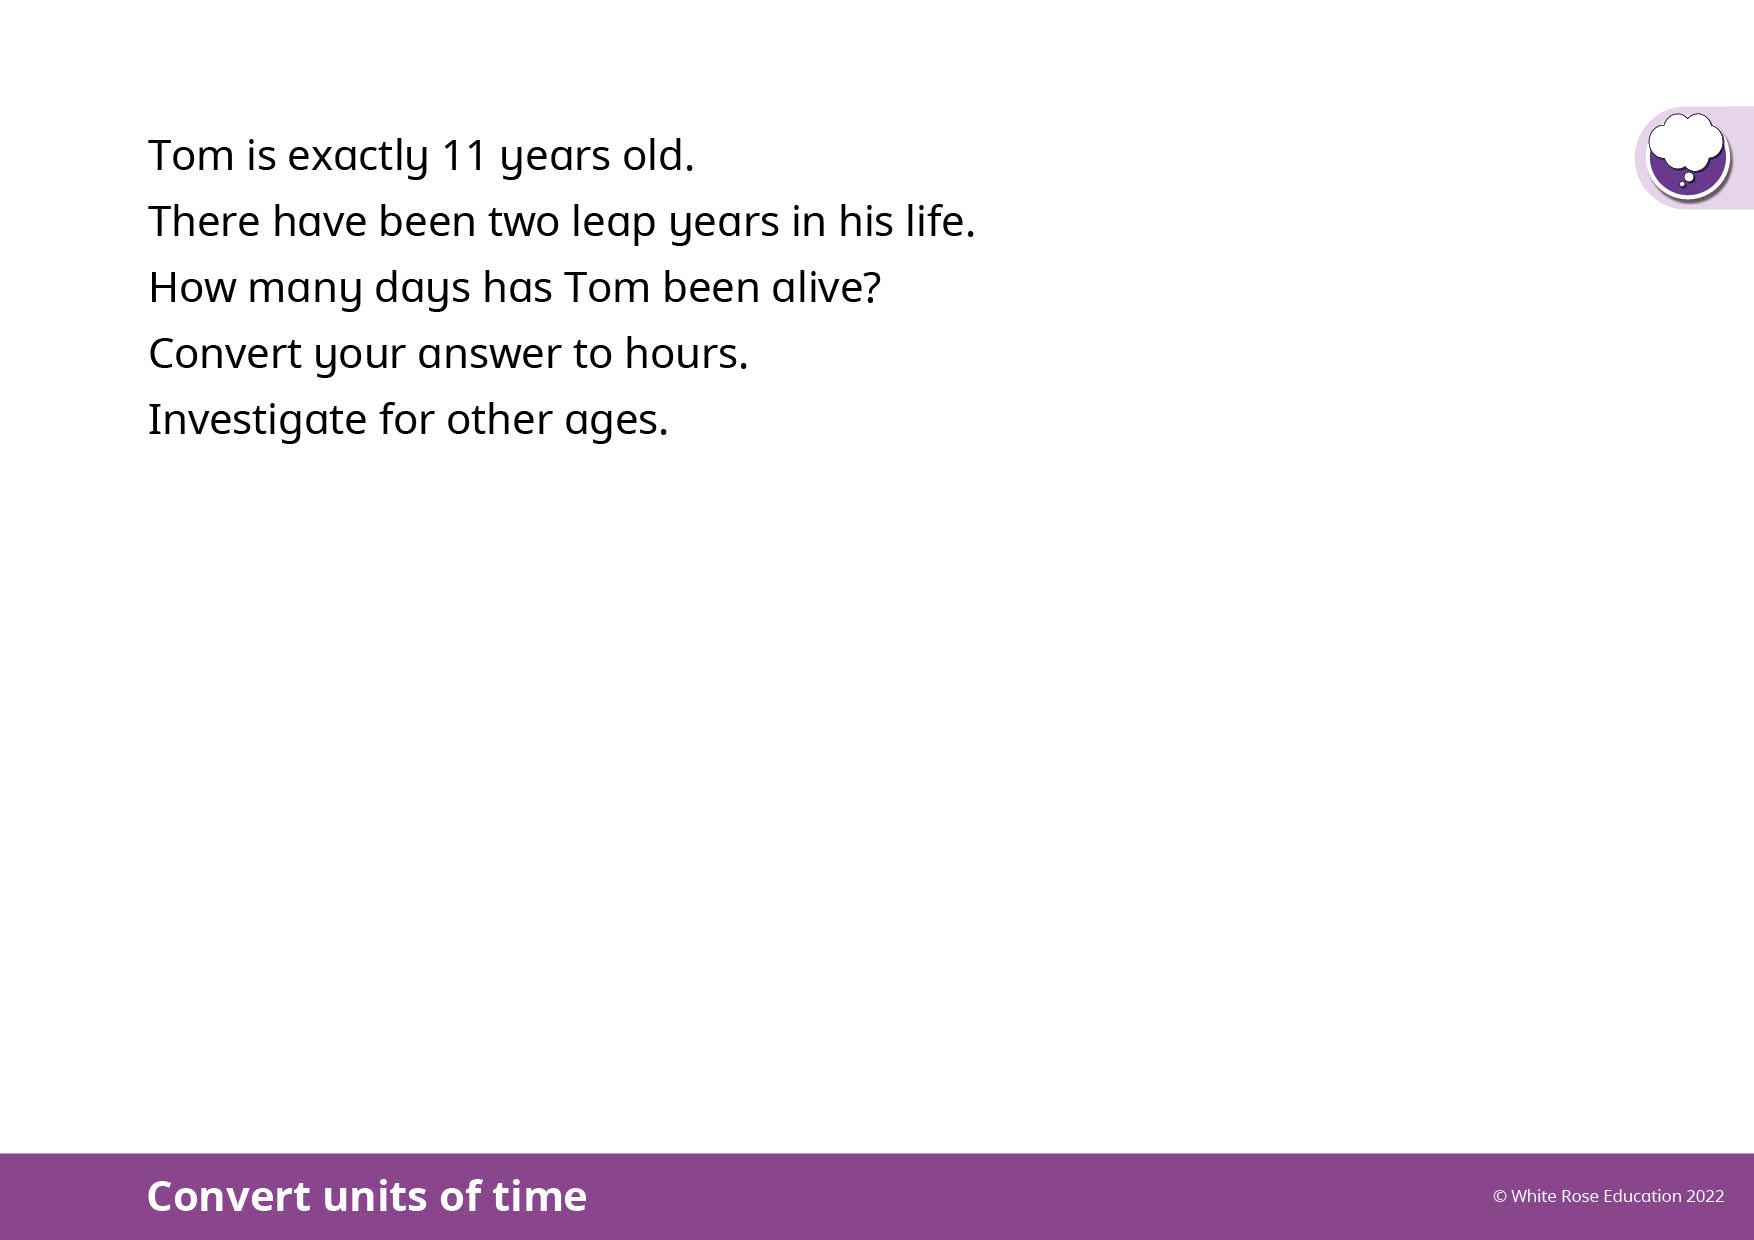 Tom is exactly 11 years old.
There have been two leap years in his life.
How many days has Tom been alive?
Convert your answer to hours.
Investigate for other ages.
Convert units of time
© White Rose Education 2022